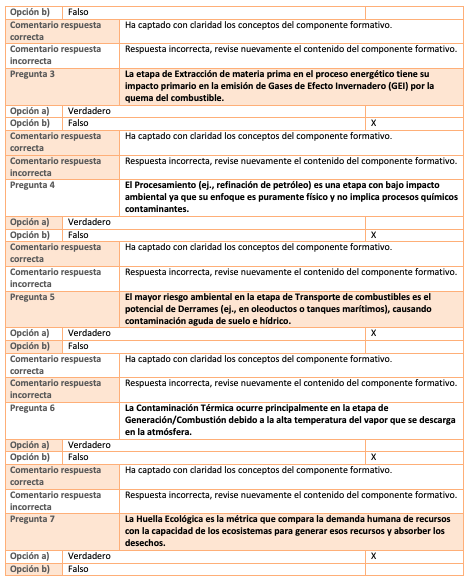 Opción b) Falso
Comentario respuesta Ha captado con claridad los conceptos del componente formativo.
correcta
Comentario respuesta Respuesta incorrecta, revise nuevamente el contenido del componente formativo.
incorrecta
Pregunta 3 La etapa de Extracción de materia prima en el proceso energético tiene su
impacto primario en la emisión de Gases de Efecto Invernadero (GEI) por la
quema del combustible.
Opción a) Verdadero
Opción b) Falso X
Comentario respuesta Ha captado con claridad los conceptos del componente formativo.
correcta
Comentario respuesta Respuesta incorrecta, revise nuevamente el contenido del componente formativo.
incorrecta
Pregunta 4 El Procesamiento (ej., refinación de petróleo) es una etapa con bajo impacto
ambiental ya que su enfoque es puramente físico y no implica procesos químicos
contaminantes.
Opción a) Verdadero
Opción b) Falso X
Comentario respuesta Ha captado con claridad los conceptos del componente formativo.
correcta
Comentario respuesta Respuesta incorrecta, revise nuevamente el contenido del componente formativo.
incorrecta
Pregunta 5 El mayor riesgo ambiental en la etapa de Transporte de combustibles es el
potencial de Derrames (ej., en oleoductos o tanques marítimos), causando
contaminación aguda de suelo e hídrico.
Opción a) Verdadero X
Opción b) Falso
Comentario respuesta Ha captado con claridad los conceptos del componente formativo.
correcta
Comentario respuesta Respuesta incorrecta, revise nuevamente el contenido del componente formativo.
incorrecta
Pregunta 6 La Contaminación Térmica ocurre principalmente en la etapa de
Generación/Combustión debido a la alta temperatura del vapor que se descarga
en la atmósfera.
Opción a) Verdadero
Opción b) Falso X
Comentario respuesta Ha captado con claridad los conceptos del componente formativo.
correcta
Comentario respuesta Respuesta incorrecta, revise nuevamente el contenido del componente formativo.
incorrecta
Pregunta 7 La Huella Ecológica es la métrica que compara la demanda humana de recursos
con la capacidad de los ecosistemas para generar esos recursos y absorber los
desechos.
Opción a) Verdadero X
Opción b) Falso